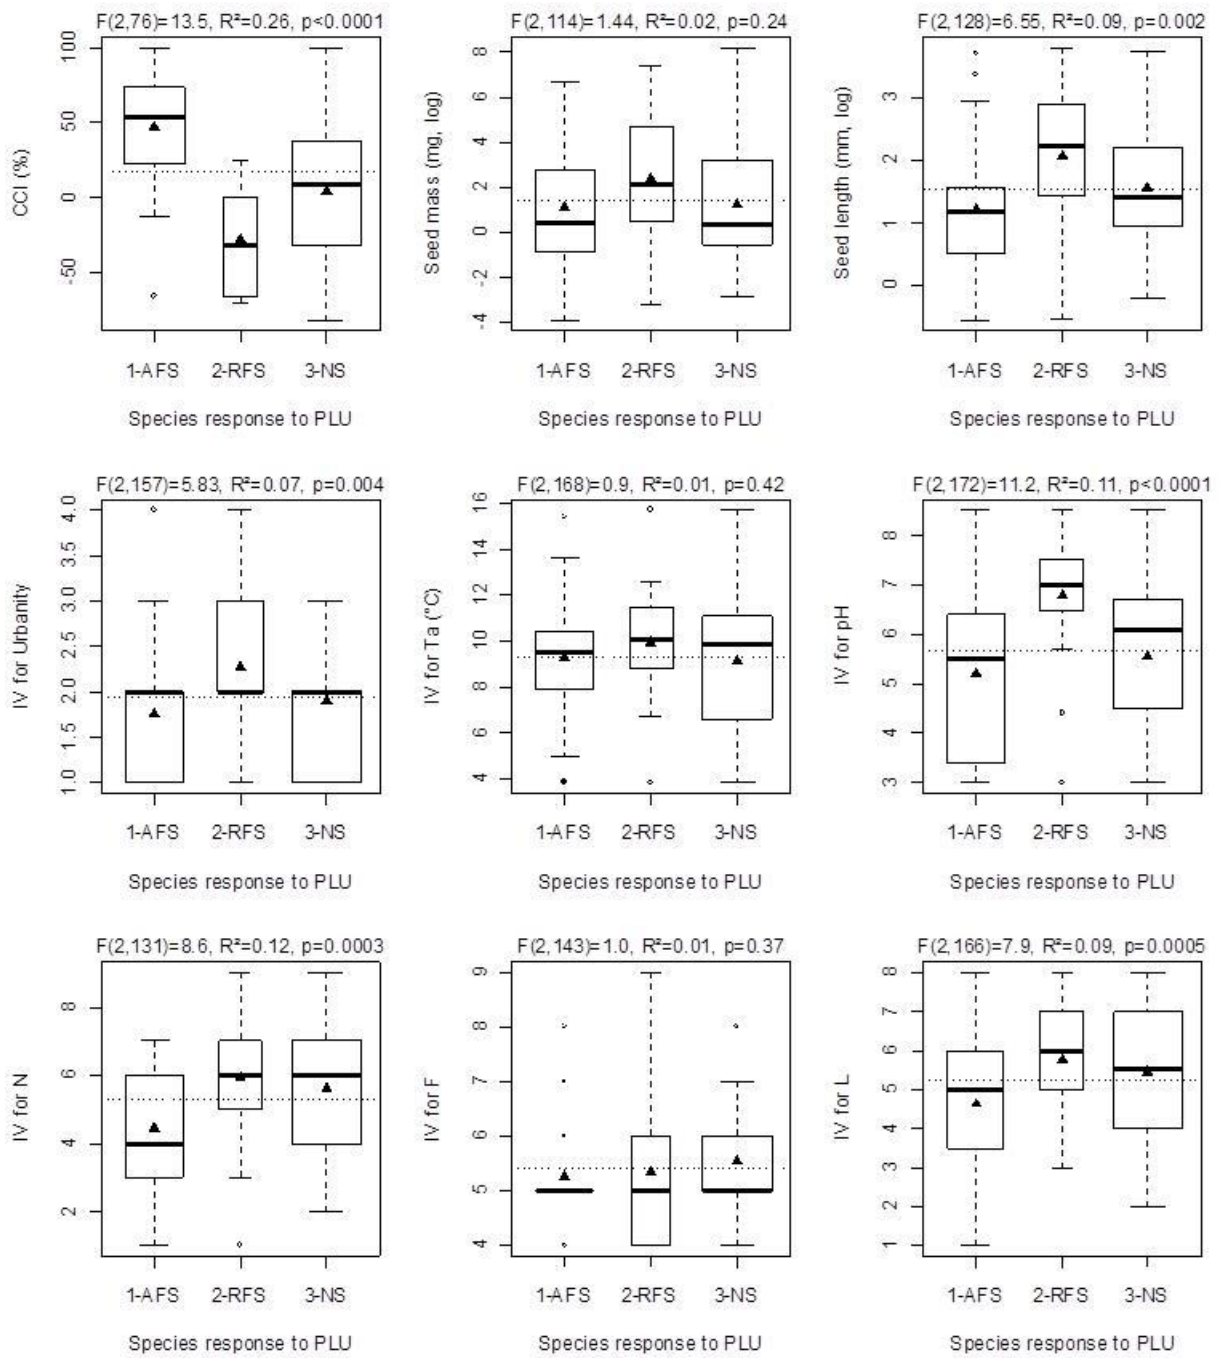 F(2,76)=13.5, R²=0.26, p<0.0001
CCI (%)
100
50
0
-50
1-AFS 2-RFS 3-NS
Species response to PLU
F(2,114)=1.44, R²=0.02, p=0.24
Seed mass (mg, log)
8
6
4
2
0
-2
-4
1-AFS 2-RFS 3-NS
Species response to PLU
F(2,128)=6.55, R²=0.09, p=0.002
Seed length (mm, log)
3
2
1
0
1-AFS 2-RFS 3-NS
Species response to PLU
F(2,157)=5.83, R²=0.07, p=0.004
IV for Urbanity
4.0
3.5
3.0
2.5
2.0
1.5
1.0
1-AFS 2-RFS 3-NS
Species response to PLU
F(2,168)=0.9, R²=0.01, p=0.42
IV for Ta (°C)
16
14
12
10
8
6
4
1-AFS 2-RFS 3-NS
Species response to PLU
F(2,172)=11.2, R²=0.11, p<0.0001
IV for pH
8
7
6
5
4
3
1-AFS 2-RFS 3-NS
Species response to PLU
F(2,131)=8.6, R²=0.12, p=0.0003
IV for N
8
6
4
2
1-AFS 2-RFS 3-NS
Species response to PLU
F(2,143)=1.0, R²=0.01, p=0.37
IV for F
9
8
7
6
5
4
1-AFS 2-RFS 3-NS
Species response to PLU
F(2,166)=7.9, R²=0.09, p=0.0005
IV for L
8
7
6
5
4
3
2
1
1-AFS 2-RFS 3-NS
Species response to PLU